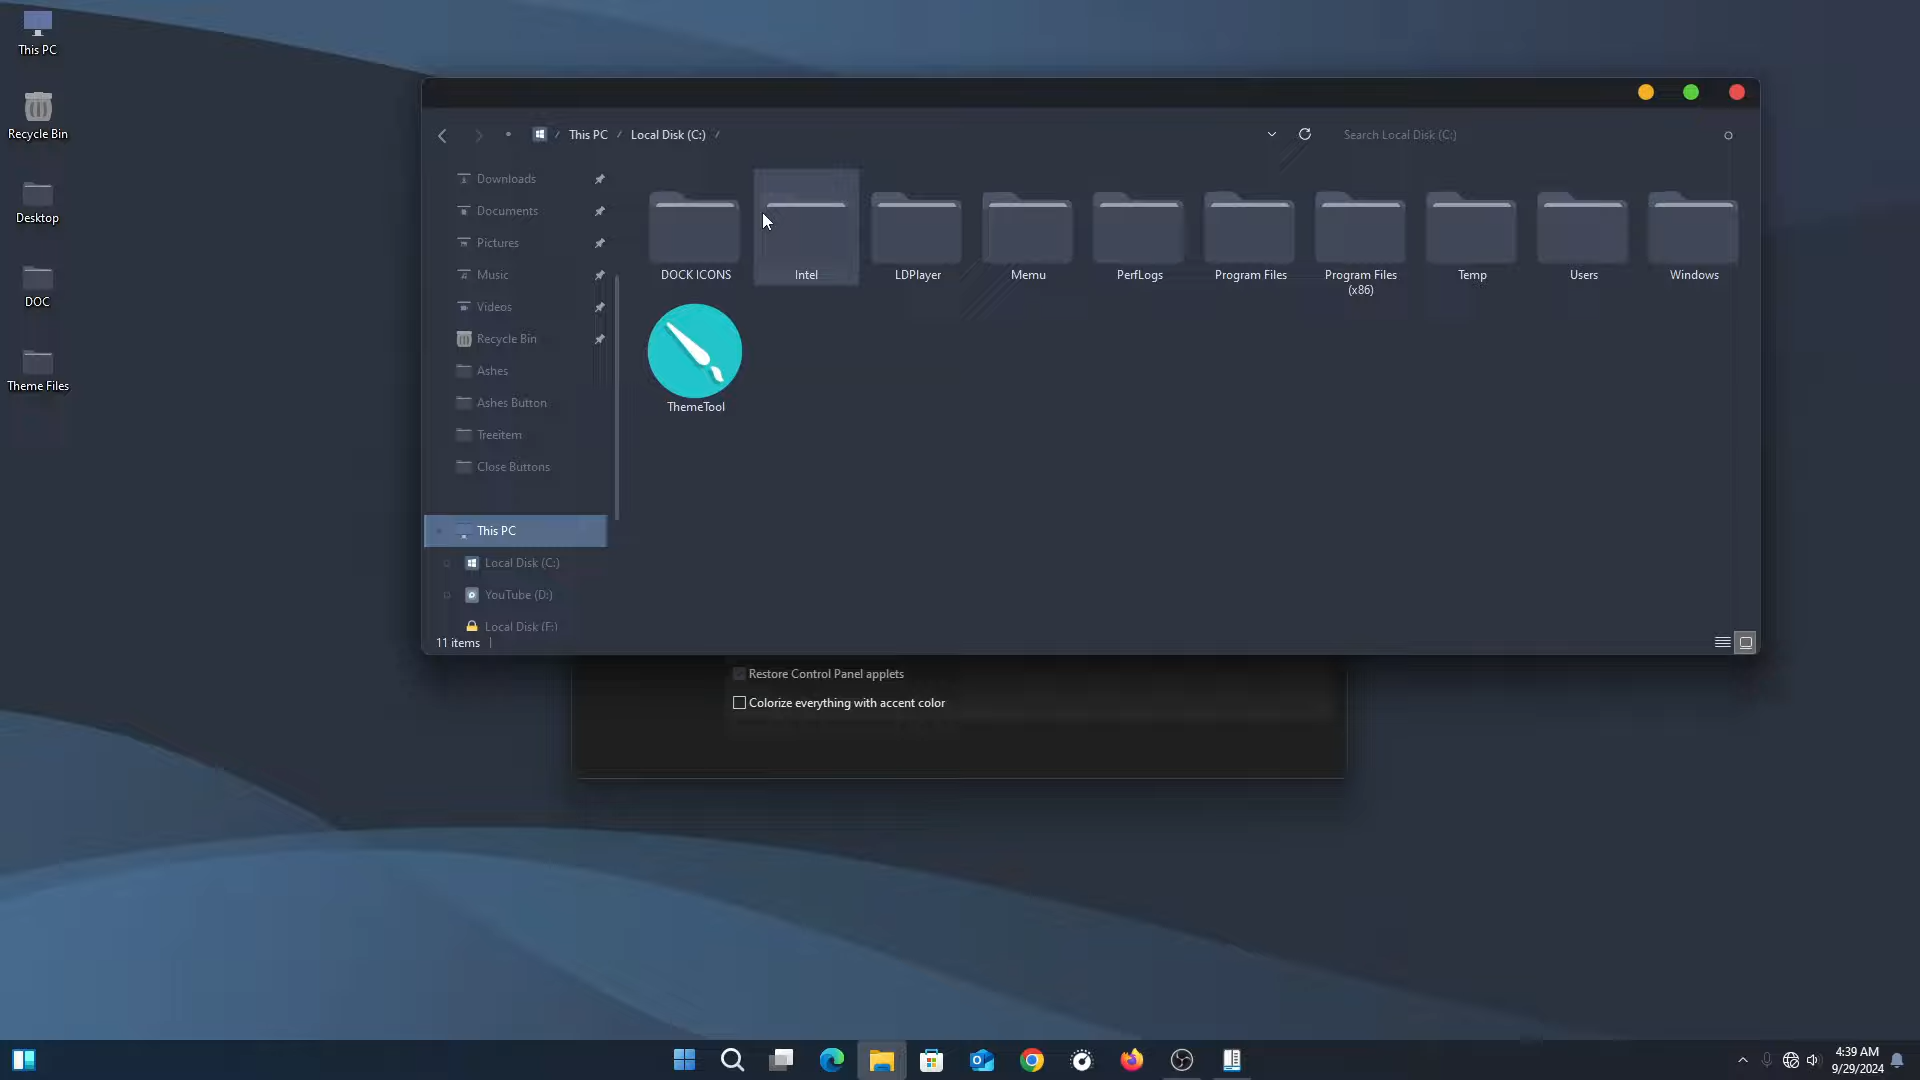 This PC
Recycle Bin
Desktop
DOC
Theme Files
/ This PC / Local Disk (C:) /
Search Local Disk (C:)
Downloads
Documents
Pictures
Music
Videos
Recycle Bin
Ashes
Ashes Button
Treeitem
Close Buttons
This PC
Local Disk (C:)
YouTube (D:)
Local Disk (F:)
DOCK ICONS
Intel
LDPlayer
Memu
PerfLogs
Program Files
Program Files
(x86)
Temp
Users
Windows
ThemeTool
11 items
Restore Control Panel applets
Colorize everything with accent color
4:39 AM
9/29/2024